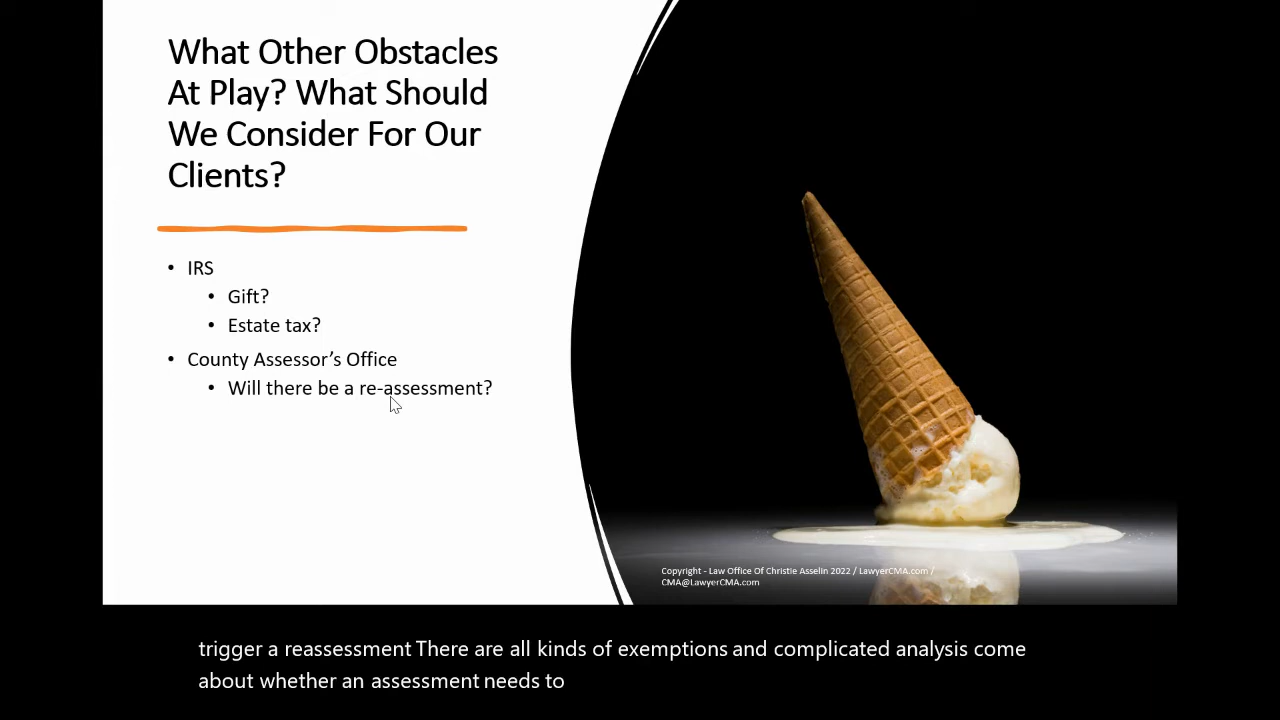 What Other Obstacles
At Play? What Should
We Consider For Our
Clients?
• IRS
• Gift?
• Estate tax?
• County Assessor’s Office
• Will there be a re-assessment?
Copyright - Law Office Of Christie Asselin 2022 / LawyerCMA.com /
CMA@LawyerCMA.com
trigger a reassessment There are all kinds of exemptions and complicated analysis come
about whether an assessment needs to